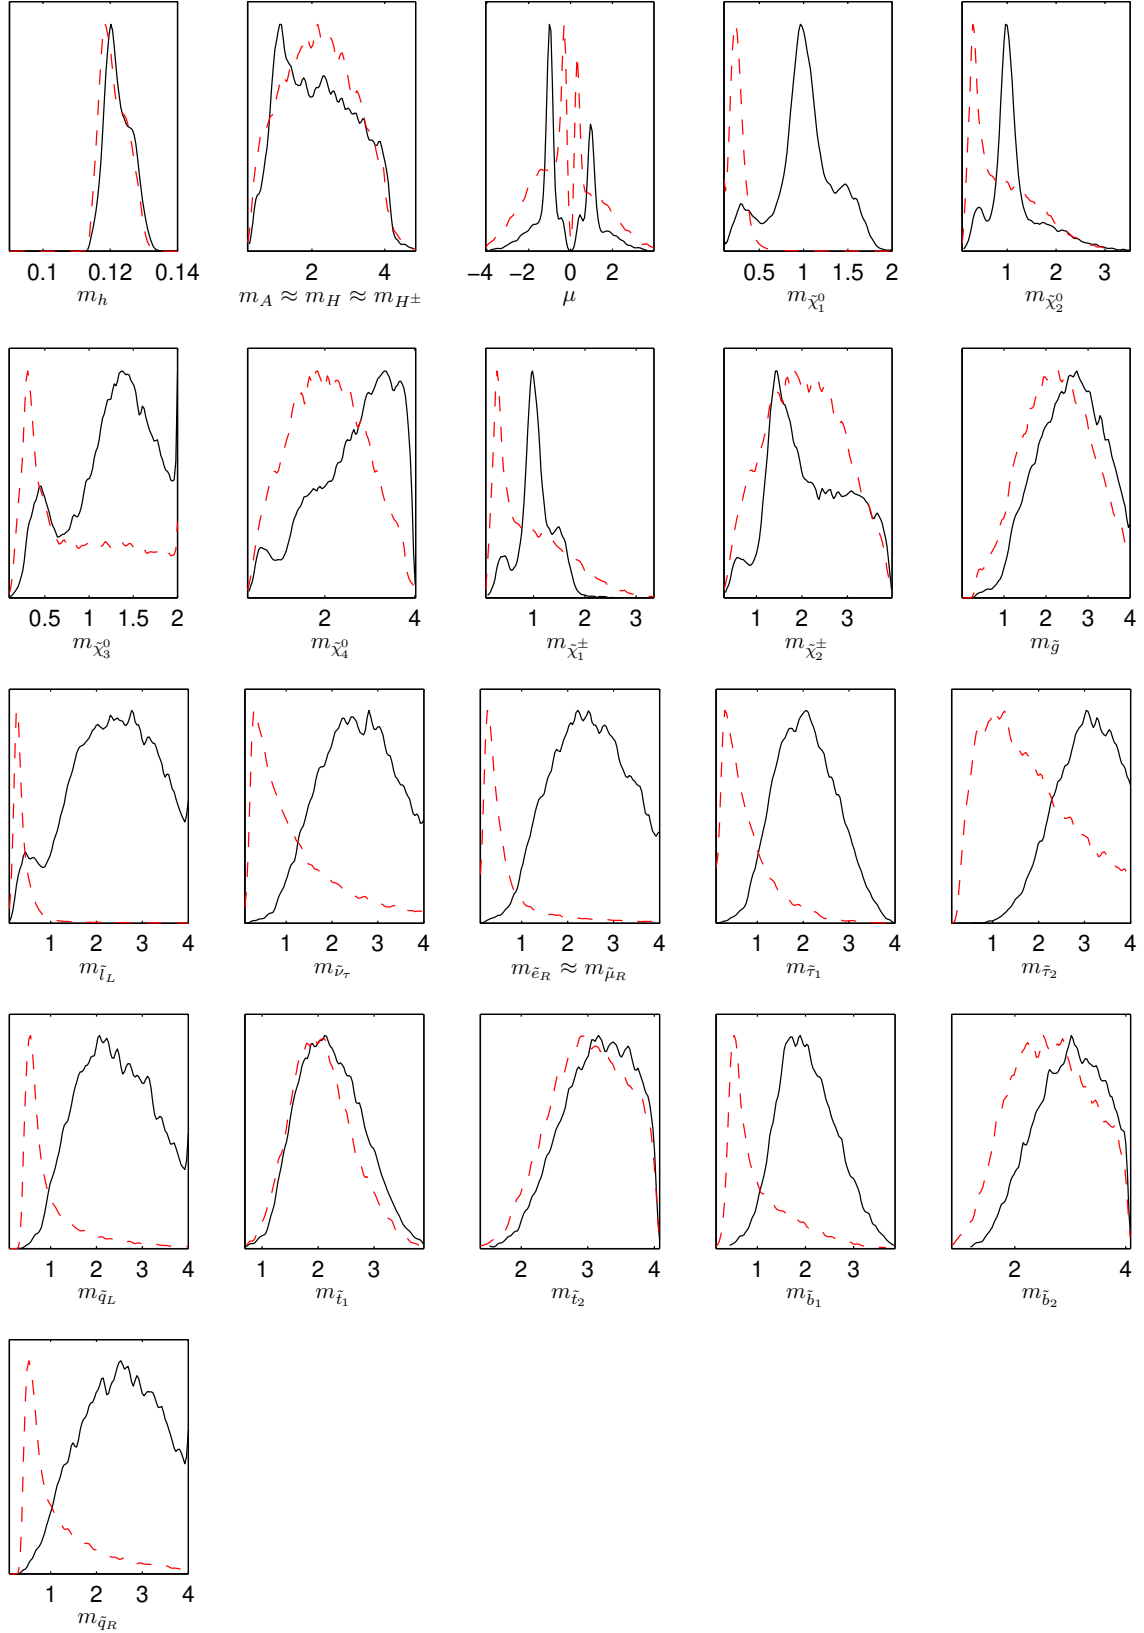 0.1 0.12 0.14 2 4 −4 −2 0 2 0.5 1 1.5 2 1 2 3
m_h m_A ≈ m_H ≈ m_{H^±} μ m_{χ̃_1^0} m_{χ̃_2^0}
0.5 1 1.5 2 2 4 1 2 3 1 2 3 0 1 2 3 4
m_{χ̃_3^0} m_{χ̃_4^0} m_{χ̃_1^±} m_{χ̃_2^±} m_{g̃}
1 2 3 4 1 2 3 4 1 2 3 4 1 2 3 4 1 2 3 4
m_{l̃_L} m_{ν̃_τ} m_{ẽ_R} ≈ m_{μ̃_R} m_{τ̃_1} m_{τ̃_2}
1 2 3 4 1 2 3 2 3 4 1 2 3 2 3 4
m_{q̃_L} m_{t̃_1} m_{t̃_2} m_{b̃_1} m_{b̃_2}
1 2 3 4
m_{q̃_R}